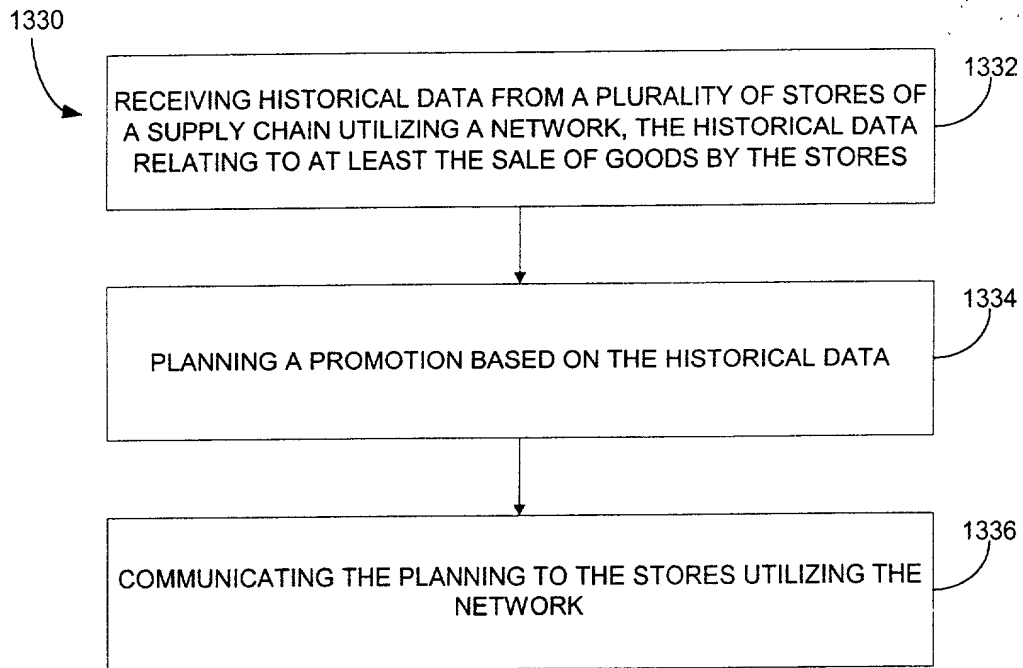 1330
1332
RECEIVING HISTORICAL DATA FROM A PLURALITY OF STORES OF
A SUPPLY CHAIN UTILIZING A NETWORK, THE HISTORICAL DATA
RELATING TO AT LEAST THE SALE OF GOODS BY THE STORES
1334
PLANNING A PROMOTION BASED ON THE HISTORICAL DATA
1336
COMMUNICATING THE PLANNING TO THE STORES UTILIZING THE
NETWORK